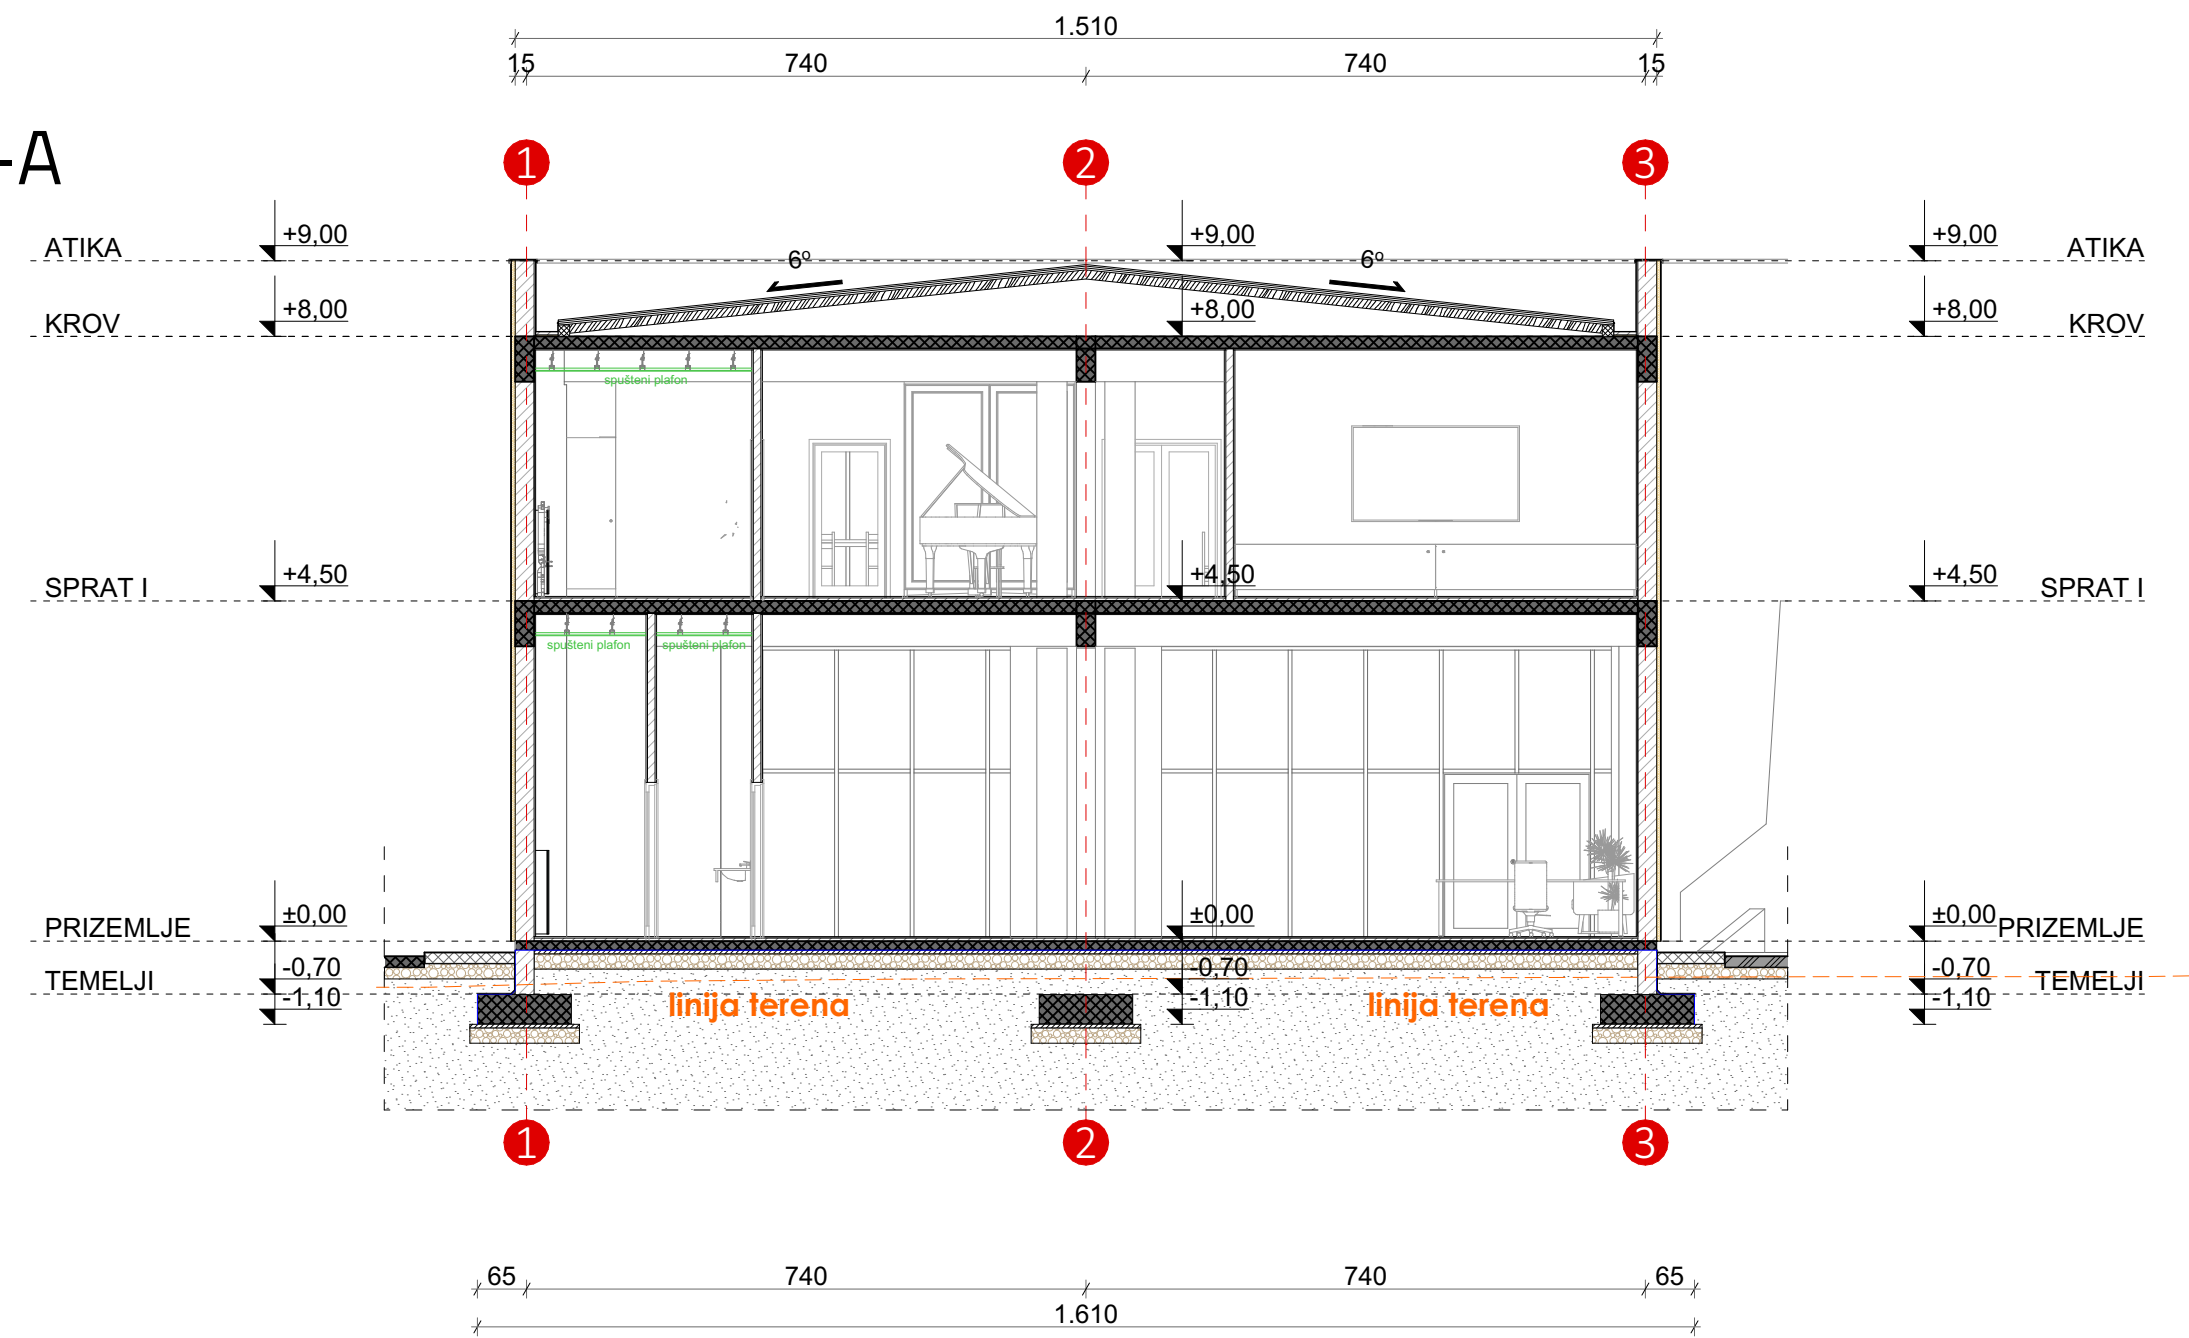 1.510
15 740 740 15
-A
1 2 3
ATIKA +9,00 +9,00 +9,00 ATIKA
6º 6º
KROV +8,00 +8,00 +8,00 KROV
spušteni plafon
SPRAT I +4,50 +4,50 +4,50 SPRAT I
spušteni plafon spušteni plafon
PRIZEMLJE ±0,00 ±0,00 ±0,00 PRIZEMLJE
TEMELJI -0,70 -0,70 -0,70 TEMELJI
-1,10 linija terena -1,10 linija terena -1,10
1 2 3
65 740 740 65
1.610